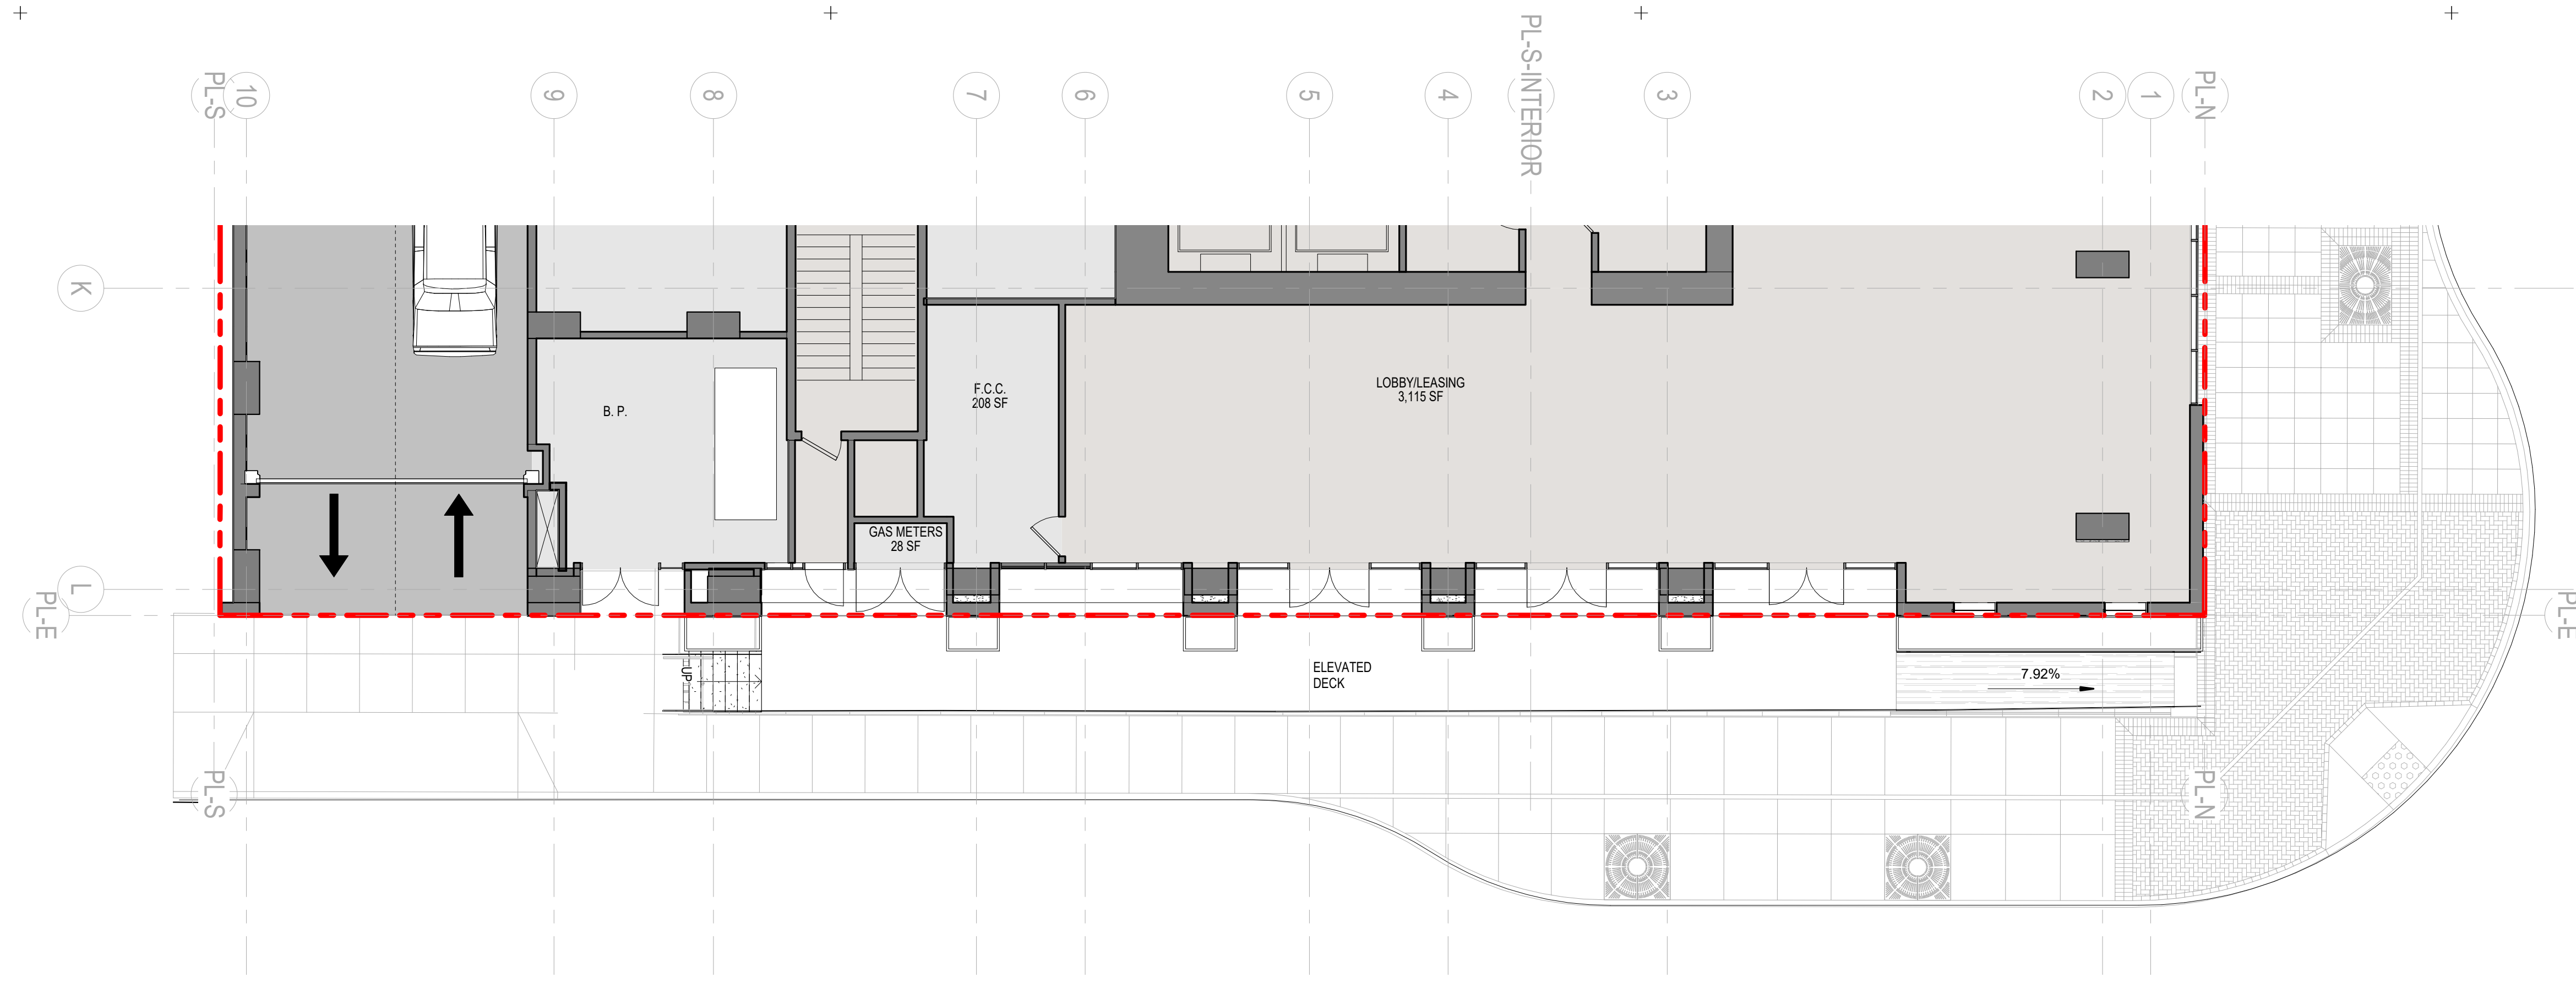 PL-S
10
9
8
7
6
5
4
PL-S-INTERIOR
3
2
1
PL-N
K
L
PL-E
B. P.
F.C.C.
208 SF
LOBBY/LEASING
3,115 SF
GAS METERS
28 SF
PL-E
UP
ELEVATED
DECK
7.92%
PL-S
PL-N